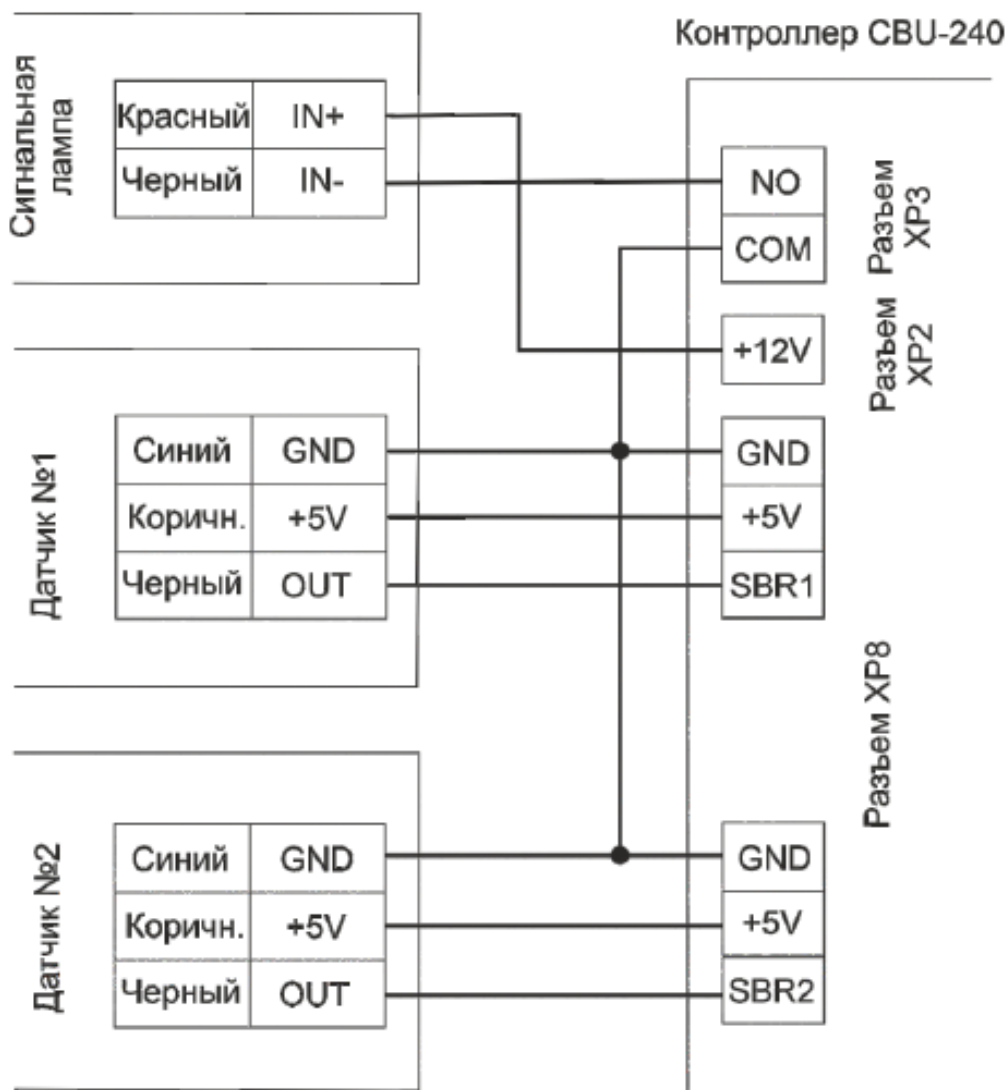 Контроллер CBU-240
Сигнальная
лампа
Красный IN+
Черный IN-
NO
COM
Разъем
XP3
+12V
Разъем
XP2
Датчик №1
Синий GND
Коричн. +5V
Черный OUT
GND
+5V
SBR1
Разъем XP8
Датчик №2
Синий GND
Коричн. +5V
Черный OUT
GND
+5V
SBR2